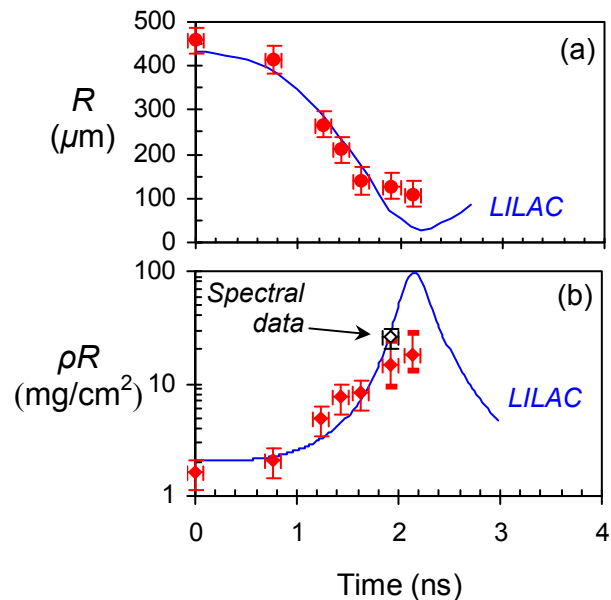 500
400
300
200
100
0
R
(µm)
(a)
LILAC
100
10
1
ρR
(mg/cm²)
(b)
Spectral
data
LILAC
0 1 2 3 4
Time (ns)